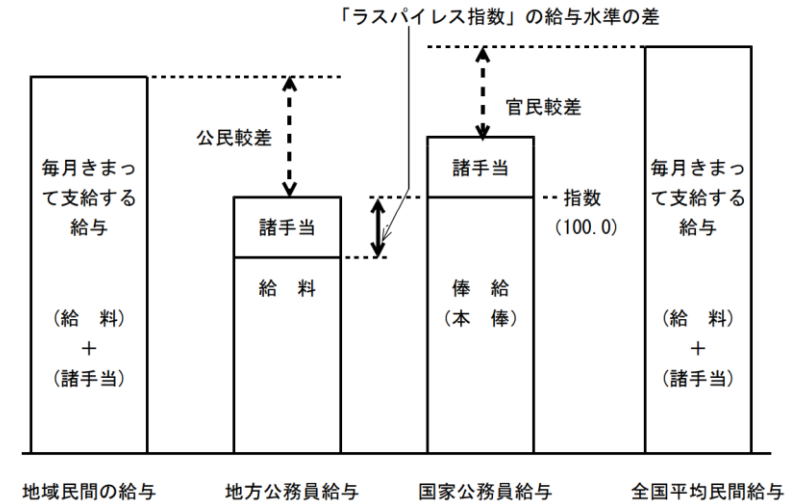 「ラスパイレス指数」の給与水準の差
公民較差
官民較差
毎月きまっ
て支給する
給与
(給　料)
＋
(諸手当)
諸手当
給　料
諸手当
俸　給
(本　俸)
指数
(100.0)
毎月きまっ
て支給する
給与
(給　料)
＋
(諸手当)
地域民間の給与
地方公務員給与
国家公務員給与
全国平均民間給与